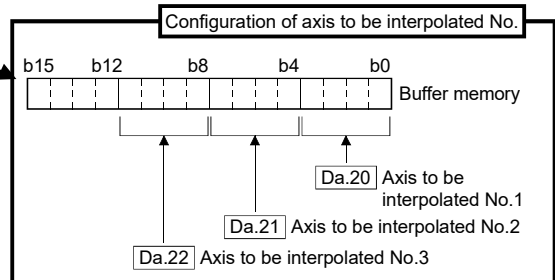 Configuration of axis to be interpolated No.
b15 b12 b8 b4 b0
Buffer memory
Da.20 Axis to be
interpolated No.1
Da.21 Axis to be interpolated No.2
Da.22 Axis to be interpolated No.3